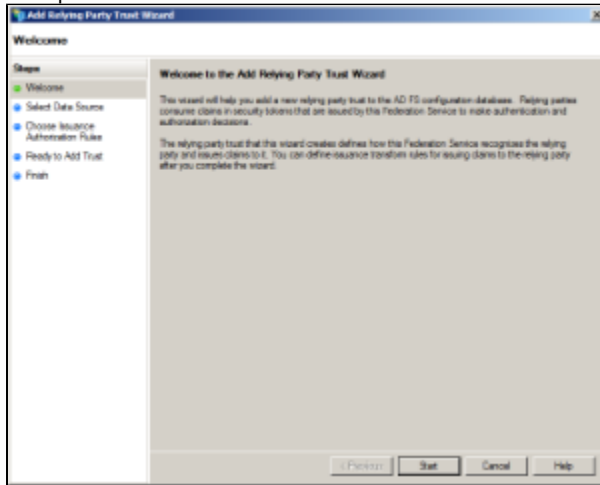 Add Relying Party Trust Wizard
Welcome
Steps
Welcome
Select Data Source
Choose Issuance
Authorization Rules
Ready to Add Trust
Finish
Welcome to the Add Relying Party Trust Wizard
This wizard will help you add a new relying party trust to the AD FS configuration database. Relying parties
consume claims in security tokens that are issued by this Federation Service to make authentication and
authorization decisions.
The relying party trust that this wizard creates defines how this Federation Service recognizes the relying
party and issues claims to it. You can define issuance transform rules for issuing claims to the relying party
after you complete the wizard.
< Previous
Start
Cancel
Help